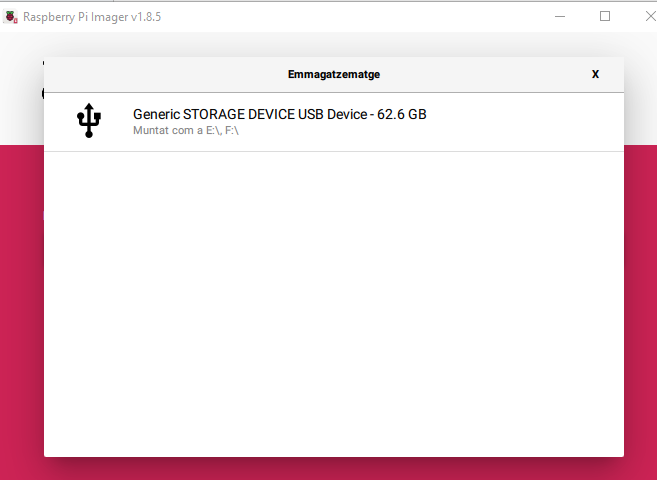 Raspberry Pi Imager v1.8.5
Emmagatzematge
X
Generic STORAGE DEVICE USB Device - 62.6 GB
Muntat com a E:\, F:\